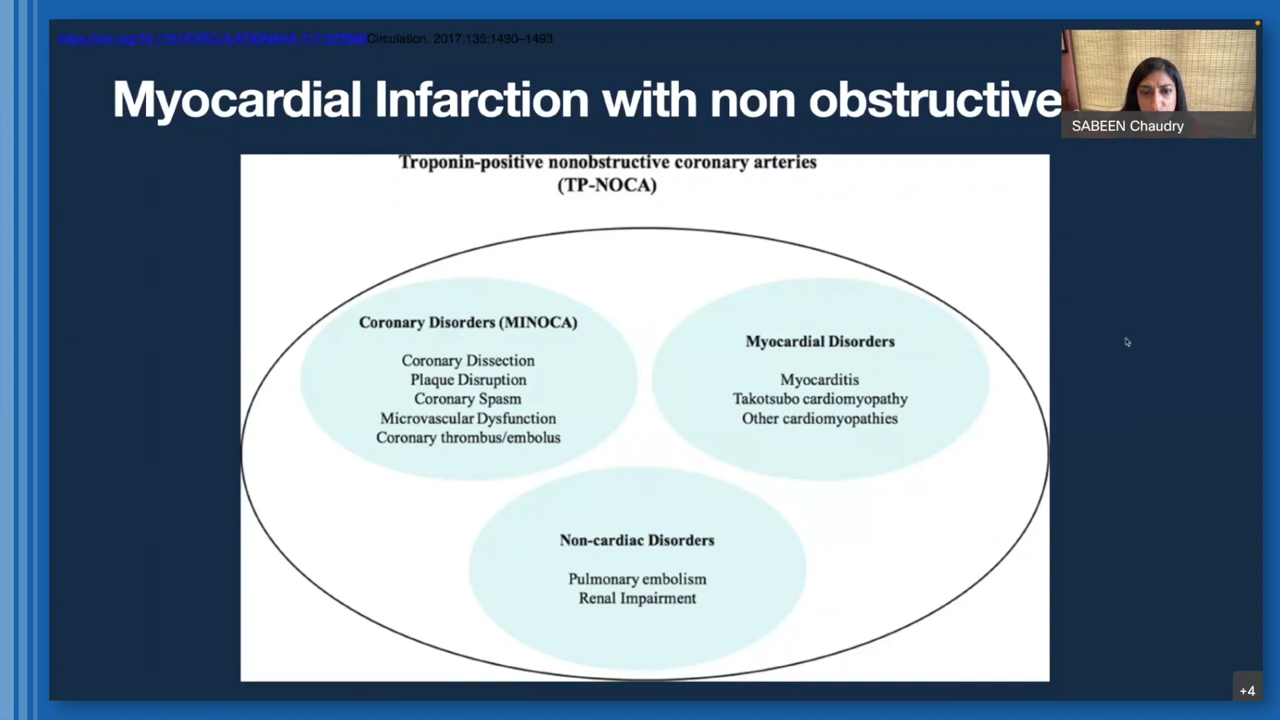 Circulation. 2017;135:1490–1493
Myocardial Infarction with non obstructive
SABEEN Chaudry
Troponin-positive nonobstructive coronary arteries
(TP-NOCA)
Coronary Disorders (MINOCA)
Coronary Dissection
Plaque Disruption
Coronary Spasm
Microvascular Dysfunction
Coronary thrombus/embolus
Myocardial Disorders
Myocarditis
Takotsubo cardiomyopathy
Other cardiomyopathies
Non-cardiac Disorders
Pulmonary embolism
Renal Impairment
+4